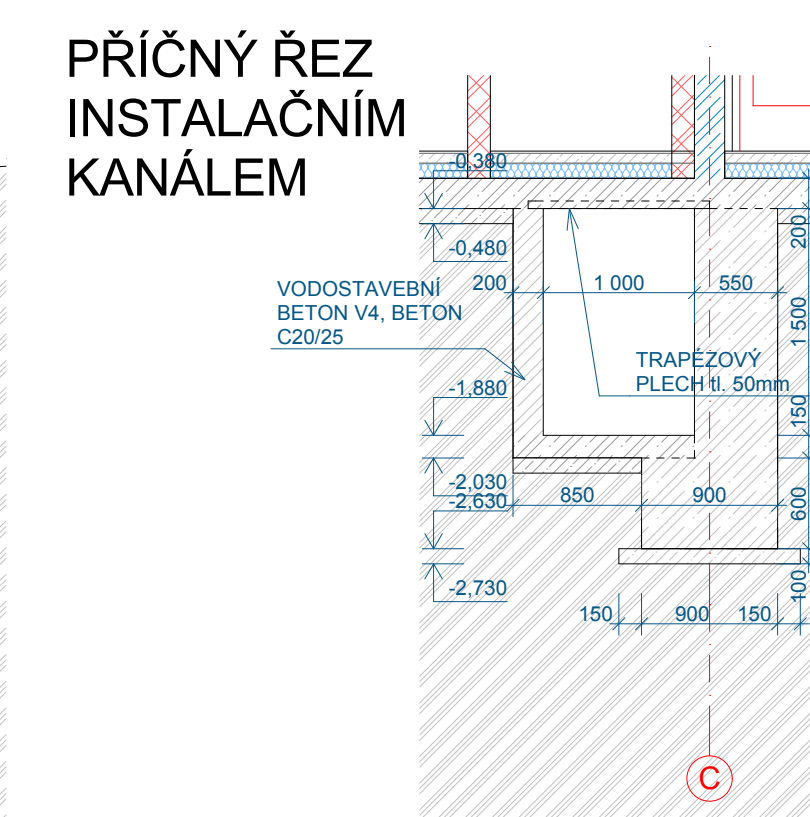 PŘÍČNÝ ŘEZ
INSTALAČNÍM
KANÁLEM
-0,380
-0,480
200
1 000
550
200
1 500
150
600
100
VODOSTAVEBNÍ
BETON V4, BETON
C20/25
TRAPÉZOVÝ
PLECH tl. 50mm
-1,880
-2,030
-2,630
850
900
-2,730
150
900
150
C